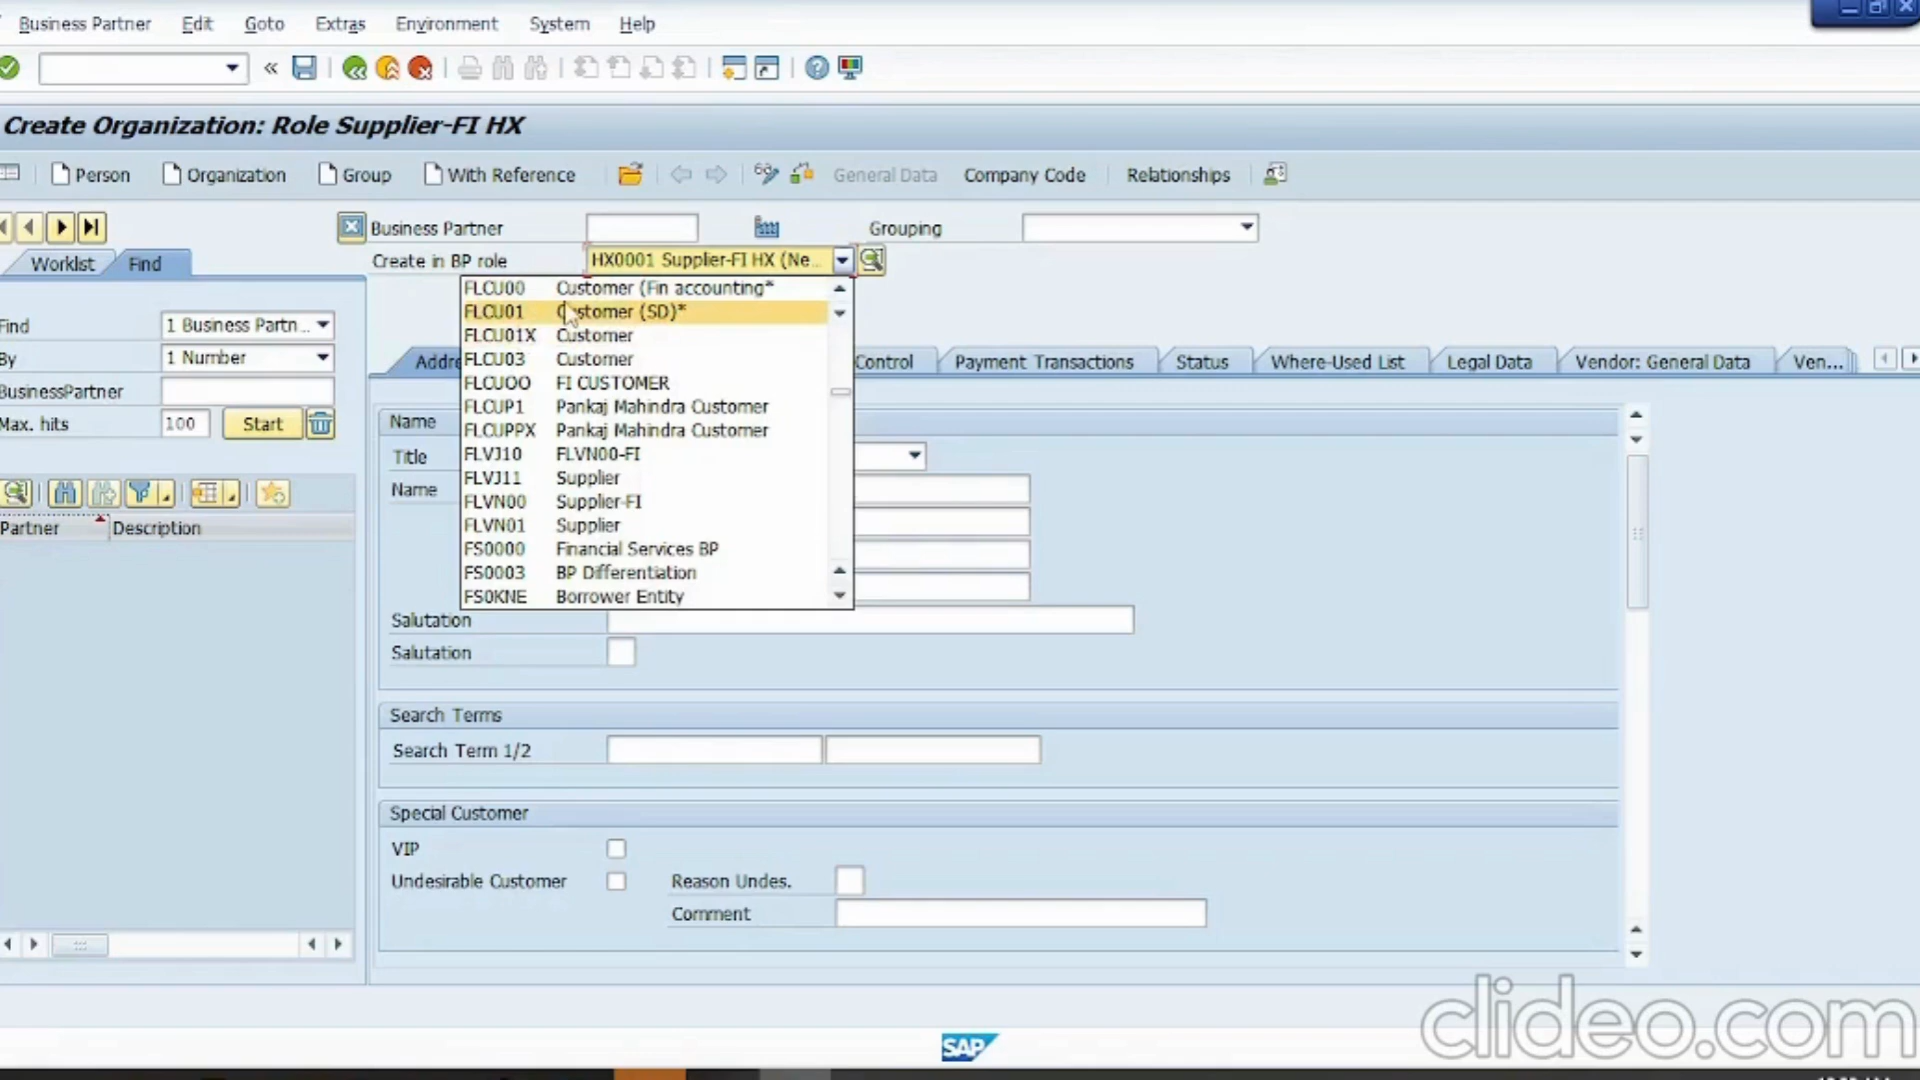 Business Partner Edit Goto Extras Environment System Help
Create Organization: Role Supplier-FI HX
Person Organization Group With Reference General Data Company Code Relationships
Business Partner Grouping
Worklist Find
Create in BP role HX0001 Supplier-FI HX (Ne...
FLCU00 Customer (Fin accounting*
FLCU01 Customer (SD)*
FLCU01X Customer
FLCU03 Customer
FLCUOO FI CUSTOMER
FLCUP1 Pankaj Mahindra Customer
FLCUPPX Pankaj Mahindra Customer
FLVJ10 FLVN00-FI
FLVJ11 Supplier
FLVN00 Supplier-FI
FLVN01 Supplier
FS0000 Financial Services BP
FS0003 BP Differentiation
FS0KNE Borrower Entity
Find 1 Business Partn...
By 1 Number
BusinessPartner
Max. hits 100 Start
Partner Description
Addre Control Payment Transactions Status Where-Used List Legal Data Vendor: General Data Ven...
Name
Title
Name
Salutation
Salutation
Search Terms
Search Term 1/2
Special Customer
VIP
Undesirable Customer Reason Undes.
Comment
SAP
clideo.com